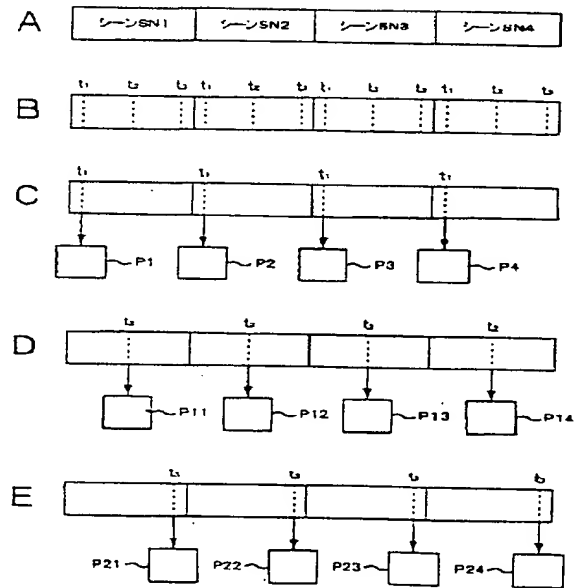 A シーンSN1 シーンSN2 シーンSN3 シーンSN4
t₁ t₂ t₃ t₁ t₂ t₃ t₁ t₂ t₃ t₁ t₂ t₃
B
t₁ t₁ t₁ t₁
C
P1 P2 P3 P4
t₂ t₂ t₂ t₂
D
P11 P12 P13 P14
t₃ t₃ t₃ t₃
E
P21 P22 P23 P24